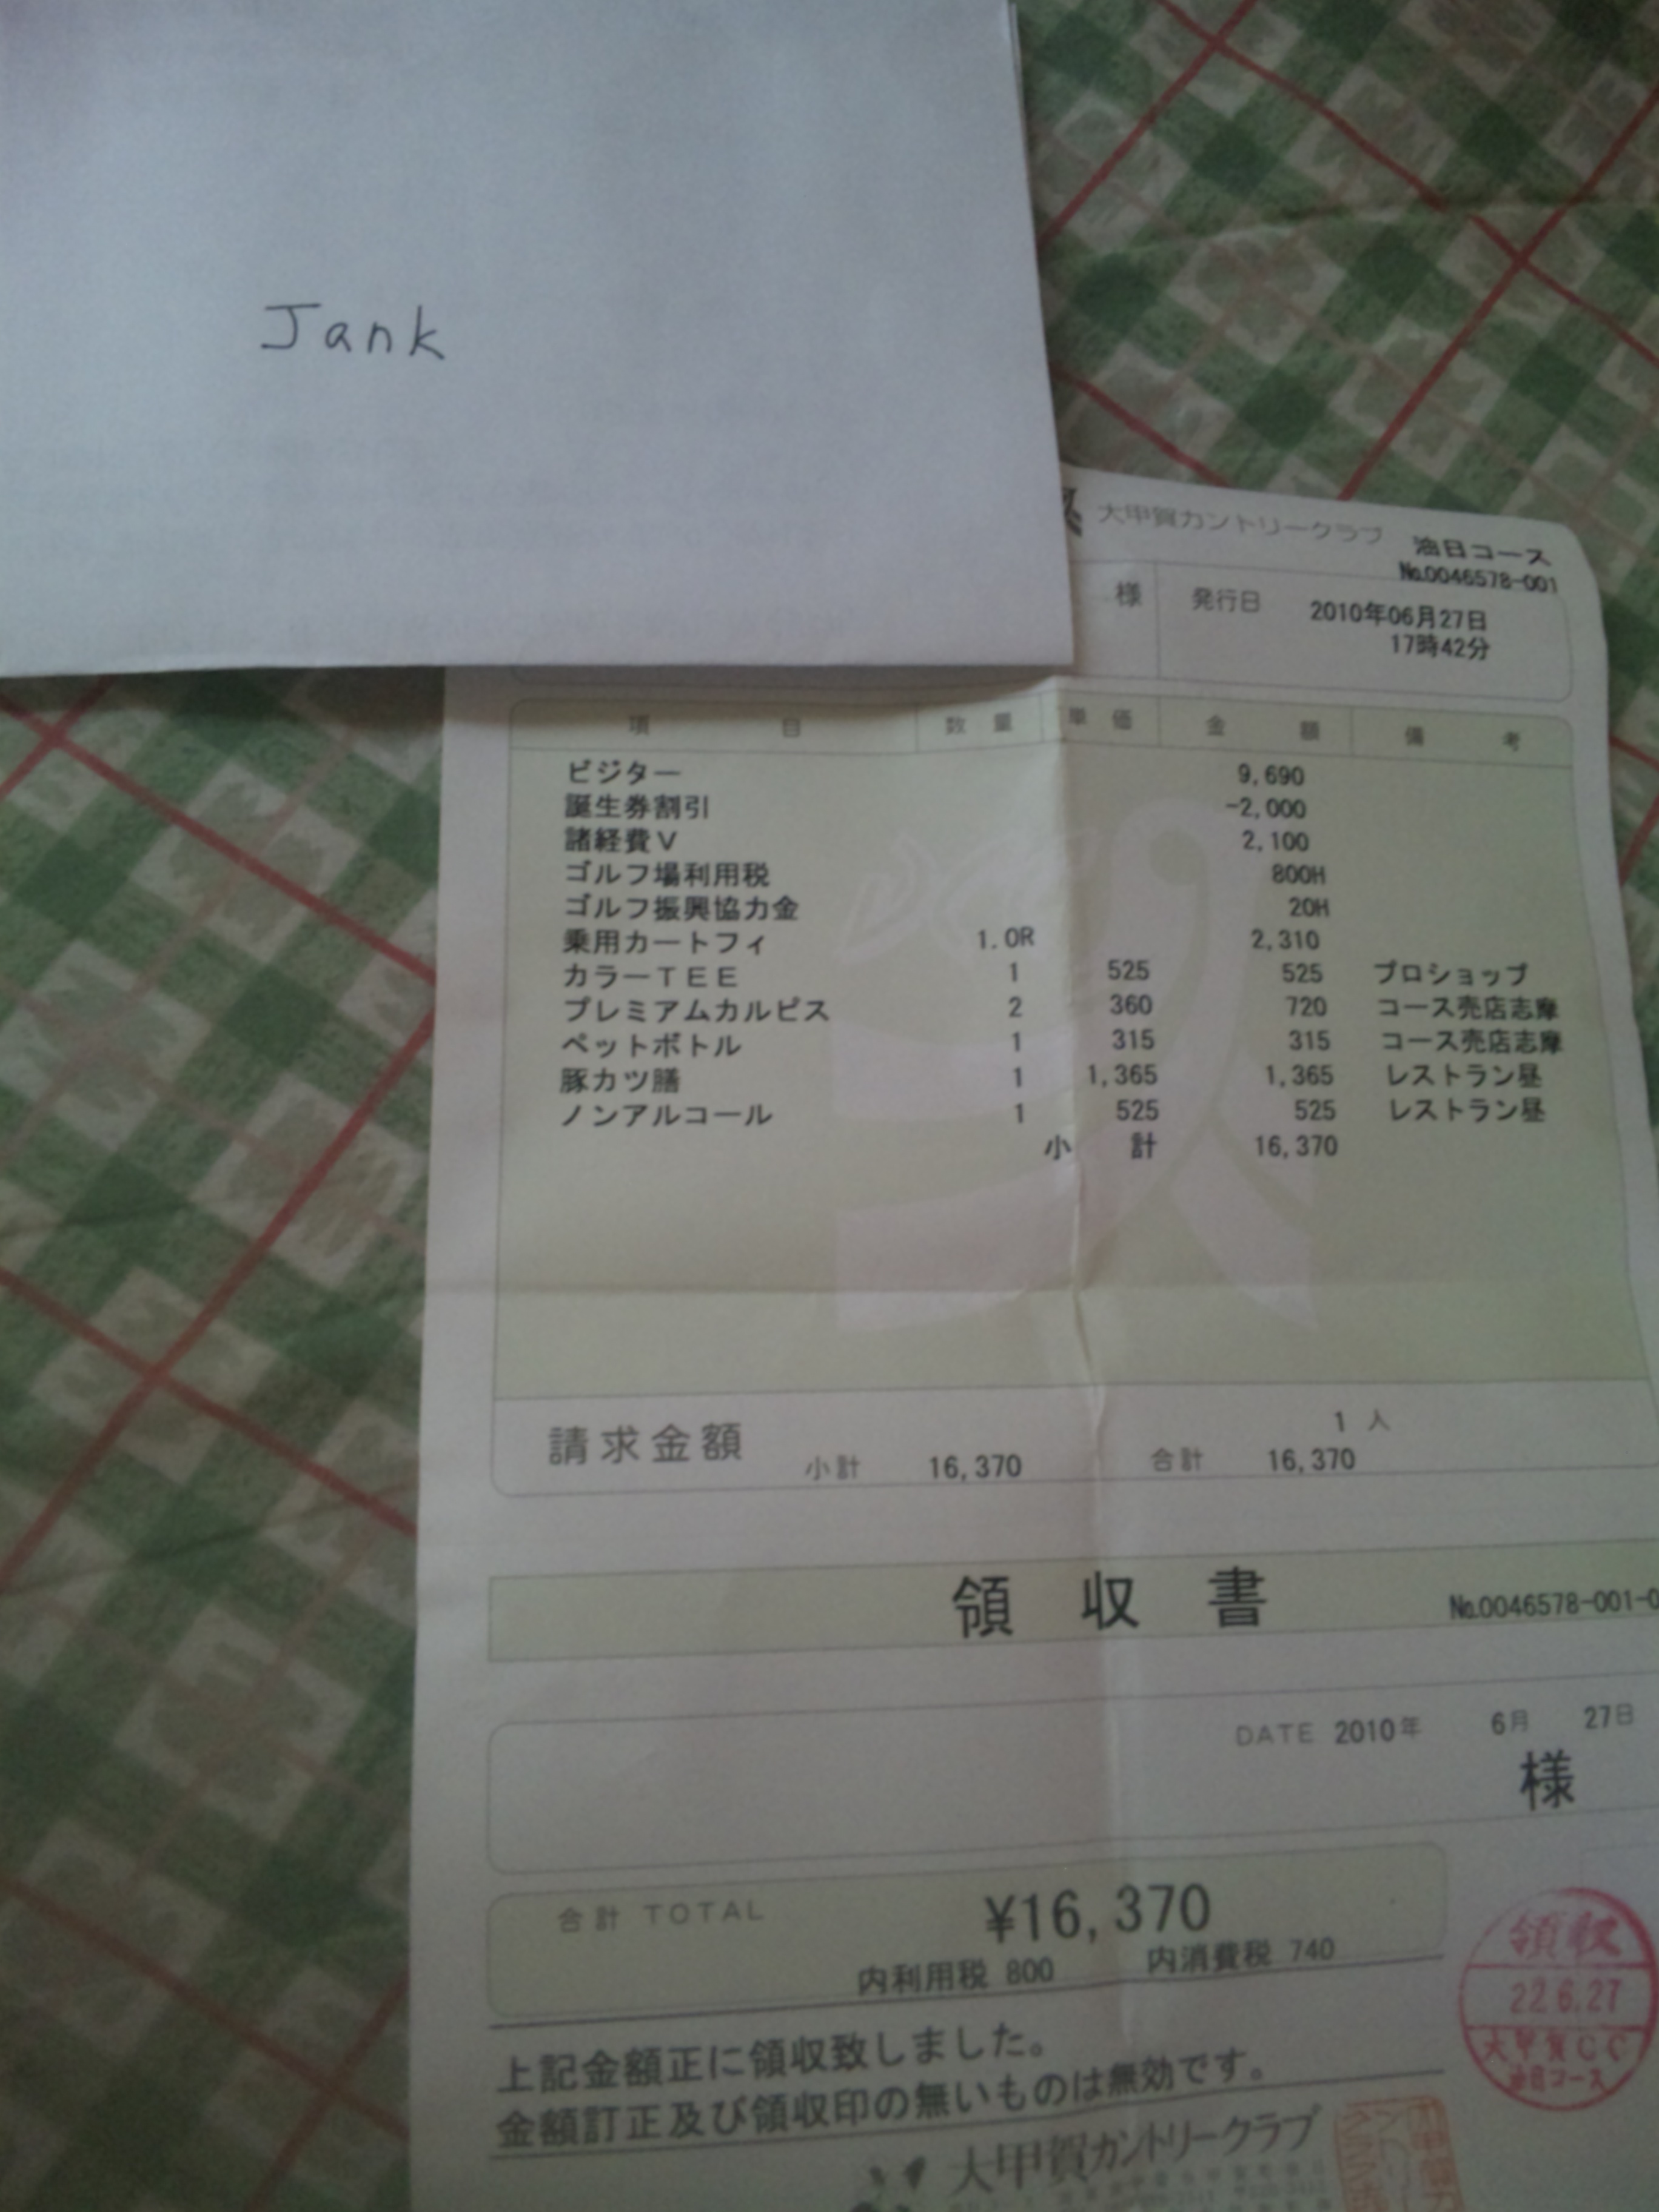 Jank
大甲賀カントリークラブ 油日コース
No.0046578-001
様 発行日 2010年06月27日
17時42分
項 目 数 量 単 価 金 額 備 考
ビジター 9,690
誕生券割引 -2,000
諸経費V 2,100
ゴルフ場利用税 800H
ゴルフ振興協力金 20H
乗用カートフィ 1.0R 2,310
カラーTEE 1 525 525 プロショップ
プレミアムカルピス 2 360 720 コース売店志摩
ペットボトル 1 315 315 コース売店志摩
豚カツ膳 1 1,365 1,365 レストラン昼
ノンアルコール 1 525 525 レストラン昼
小 計 16,370
1 人
請求金額 小計 16,370 合計 16,370
領 収 書 No.0046578-001-0
DATE 2010年 6月 27日
様
合計 TOTAL ¥16,370
内利用税 800 内消費税 740
領収
22.6.27
大甲賀CC
油日コース
上記金額正に領収致しました。
金額訂正及び領収印の無いものは無効です。
大甲賀カントリークラブ